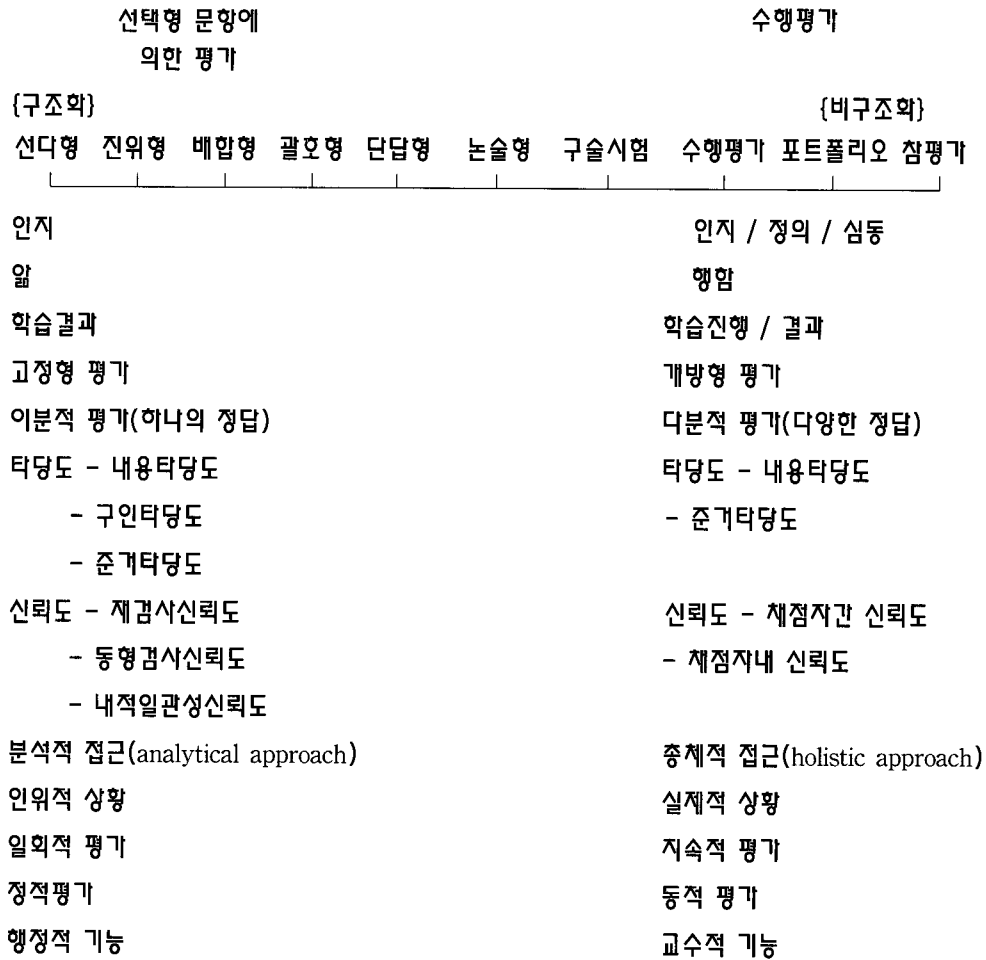 선택형 문항에 수행평가
의한 평가
{구조화} {비구조화}
선다형 진위형 배합형 괄호형 단답형 논술형 구술시험 수행평가 포트폴리오 참평가
인지 인지 / 정의 / 심동
앎 행함
학습결과 학습진행 / 결과
고정형 평가 개방형 평가
이분적 평가(하나의 정답) 다분적 평가(다양한 정답)
타당도 - 내용타당도 타당도 - 내용타당도
- 구인타당도 - 준거타당도
- 준거타당도
신뢰도 - 재검사신뢰도 신뢰도 - 채점자간 신뢰도
- 동형검사신뢰도 - 채점자내 신뢰도
- 내적일관성신뢰도
분석적 접근(analytical approach) 총체적 접근(holistic approach)
인위적 상황 실제적 상황
일회적 평가 지속적 평가
정적평가 동적 평가
행정적 기능 교수적 기능